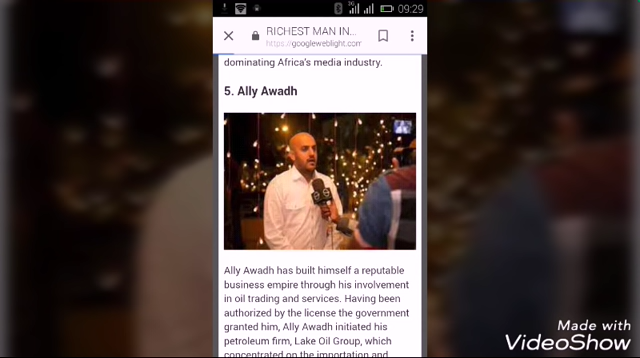 3G
09:29
RICHEST MAN IN...
https://googleweblight.com
dominating Africa's media industry.
5. Ally Awadh
Ally Awadh has built himself a reputable
business empire through his involvement
in oil trading and services. Having been
authorized by the license the government
granted him, Ally Awadh initiated his
petroleum firm, Lake Oil Group, which
concentrated on the importation and
Made with
VideoShow